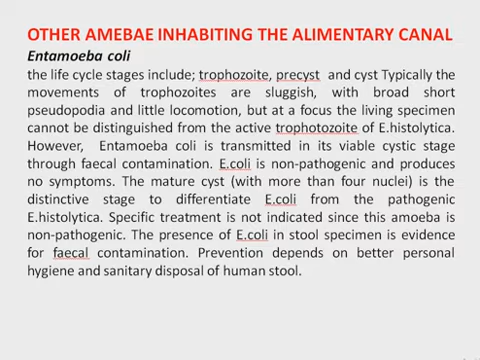 OTHER AMEBAE INHABITING THE ALIMENTARY CANAL
Entamoeba coli
the life cycle stages include; trophozoite, precyst and cyst Typically the
movements of trophozoites are sluggish, with broad short
pseudopodia and little locomotion, but at a focus the living specimen
cannot be distinguished from the active trophotozoite of E.histolytica.
However, Entamoeba coli is transmitted in its viable cystic stage
through faecal contamination. E.coli is non-pathogenic and produces
no symptoms. The mature cyst (with more than four nuclei) is the
distinctive stage to differentiate E.coli from the pathogenic
E.histolytica. Specific treatment is not indicated since this amoeba is
non-pathogenic. The presence of E.coli in stool specimen is evidence
for faecal contamination. Prevention depends on better personal
hygiene and sanitary disposal of human stool.